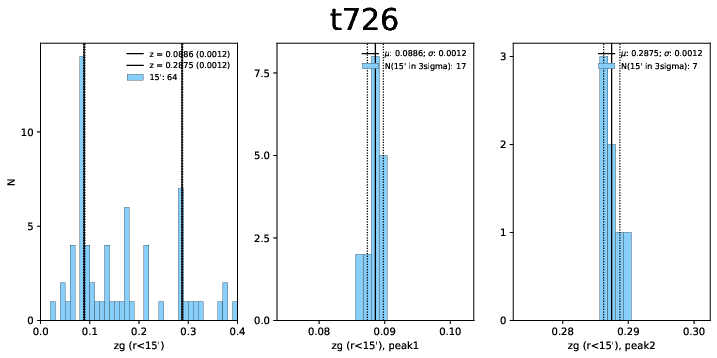 t726
z = 0.0886 (0.0012)
z = 0.2875 (0.0012)
15': 64
N
0
5
10
0.0
0.1
0.2
0.3
0.4
zg (r<15')
μ: 0.0886; σ: 0.0012
N(15' in 3sigma): 17
0.0
2.5
5.0
7.5
0.08
0.09
0.10
zg (r<15'), peak1
μ: 0.2875; σ: 0.0012
N(15' in 3sigma): 7
0
1
2
3
0.28
0.29
0.30
zg (r<15'), peak2